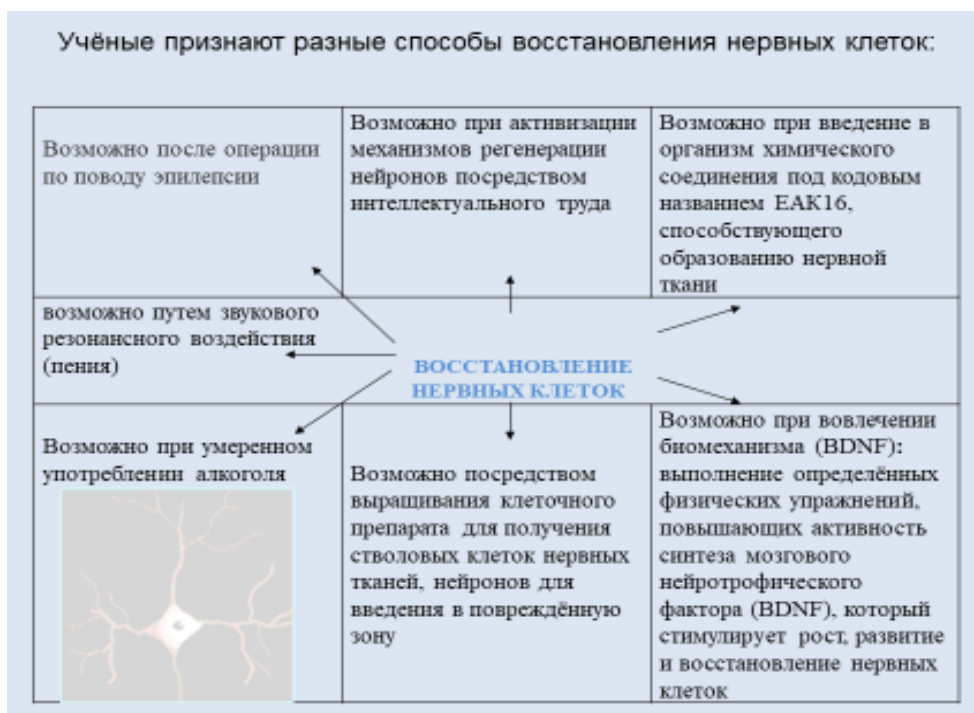 Учёные признают разные способы восстановления нервных клеток:
Возможно после операции
по поводу эпилепсии
Возможно при активизации
механизмов регенерации
нейронов посредством
интеллектуального труда
Возможно при введение в
организм химического
соединения под кодовым
названием ЕАК16,
способствующего
образованию нервной
ткани
возможно путем звукового
резонансного воздействия
(пения)
ВОССТАНОВЛЕНИЕ
НЕРВНЫХ КЛЕТОК
Возможно при умеренном
употреблении алкоголя
Возможно посредством
выращивания клеточного
препарата для получения
стволовых клеток нервных
тканей, нейронов для
введения в повреждённую
зону
Возможно при вовлечении
биомеханизма (BDNF):
выполнение определённых
физических упражнений,
повышающих активность
синтеза мозгового
нейротрофического
фактора (BDNF), который
стимулирует рост, развитие
и восстановление нервных
клеток